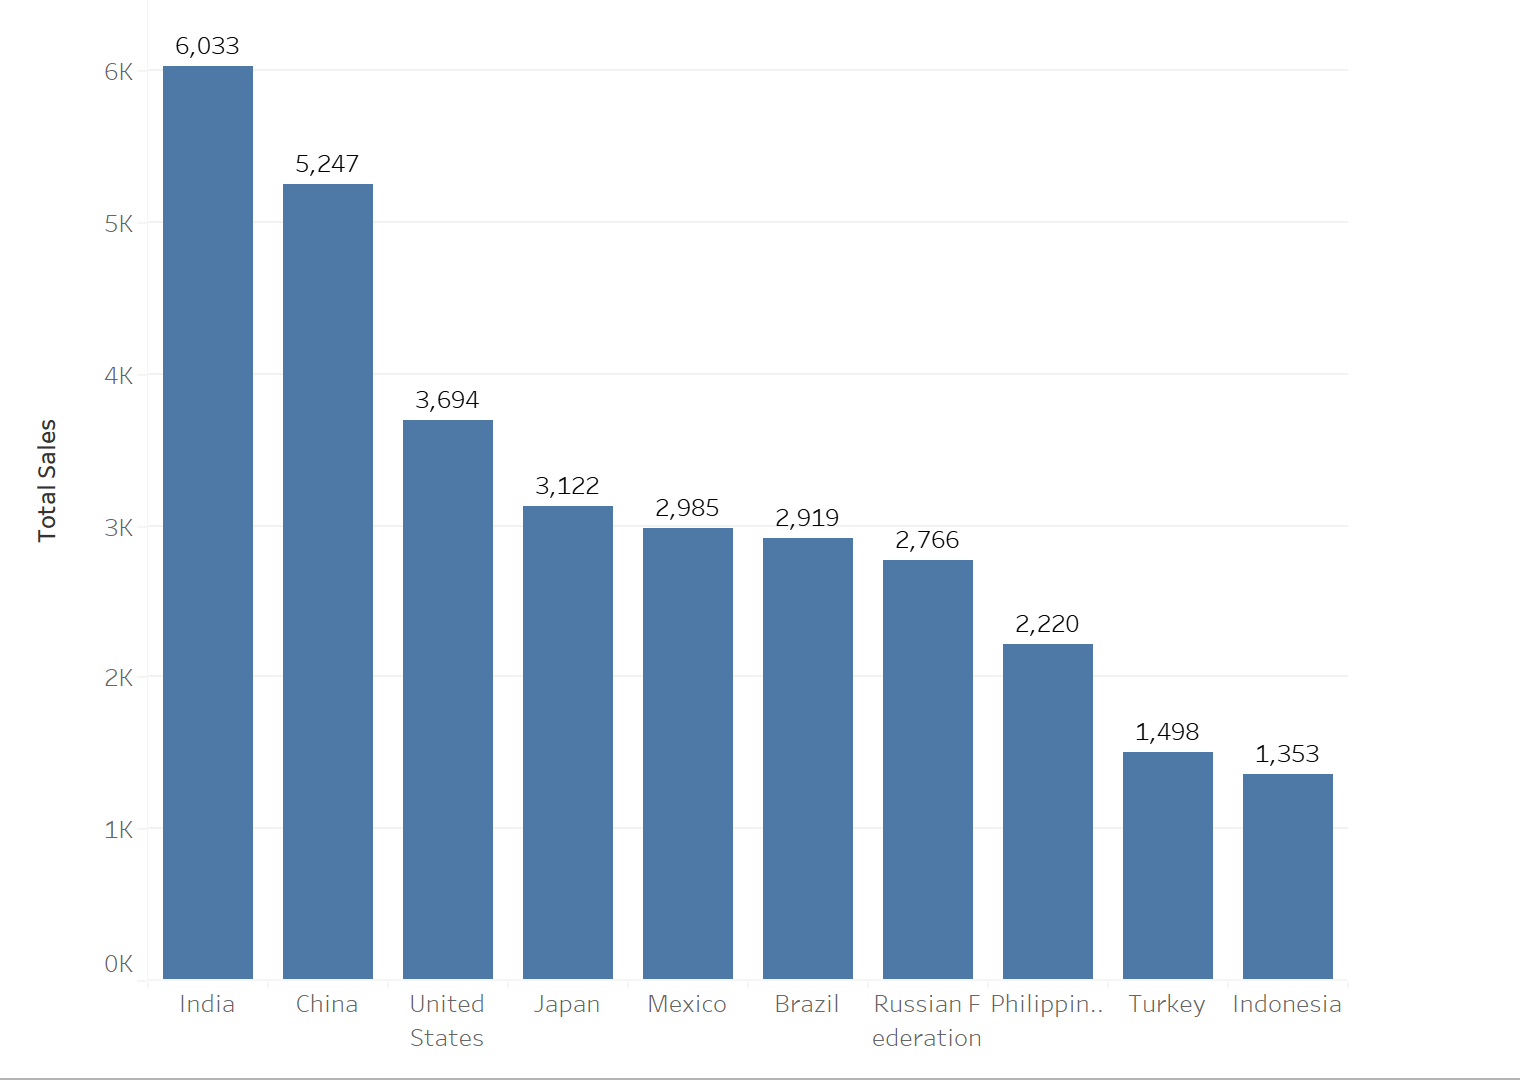 6,033
6K
5,247
5K
4K
3,694
3,122
2,985
2,919
3K
2,766
2,220
2K
1,498
1,353
1K
0K
Total Sales
India
China
United
States
Japan
Mexico
Brazil
Russian F
ederation
Philippin..
Turkey
Indonesia